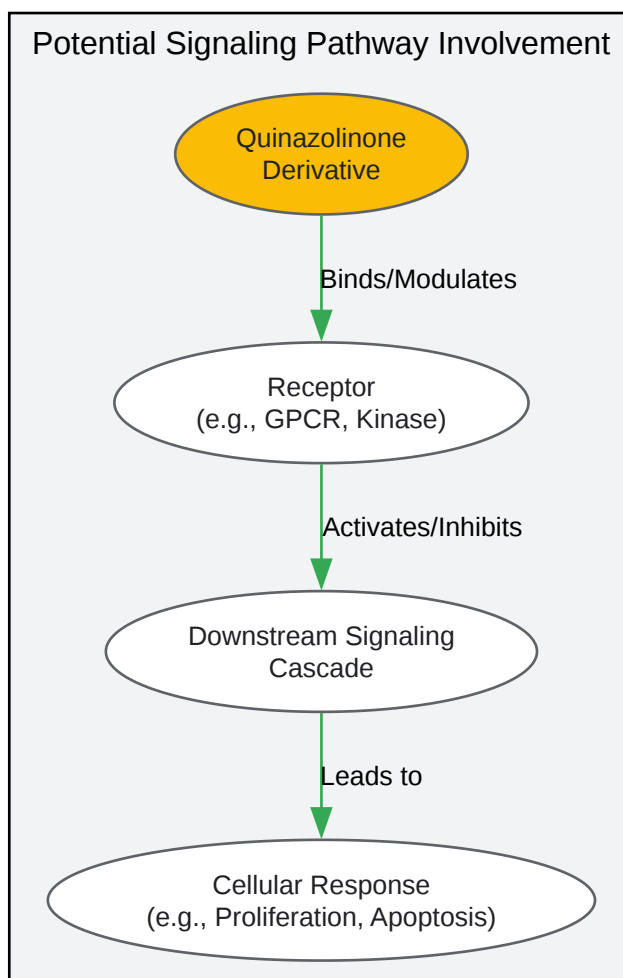 Potential Signaling Pathway Involvement
Quinazolinone
Derivative
Binds/Modulates
Receptor
(e.g., GPCR, Kinase)
Activates/Inhibits
Downstream Signaling
Cascade
Leads to
Cellular Response
(e.g., Proliferation, Apoptosis)